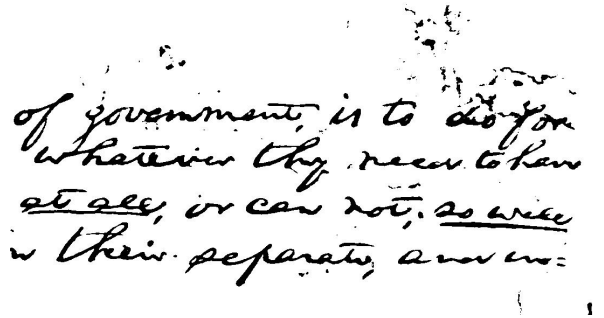 of government, is to do for
whatever they need to have
at all, or can not, so well
in their separate, and in=